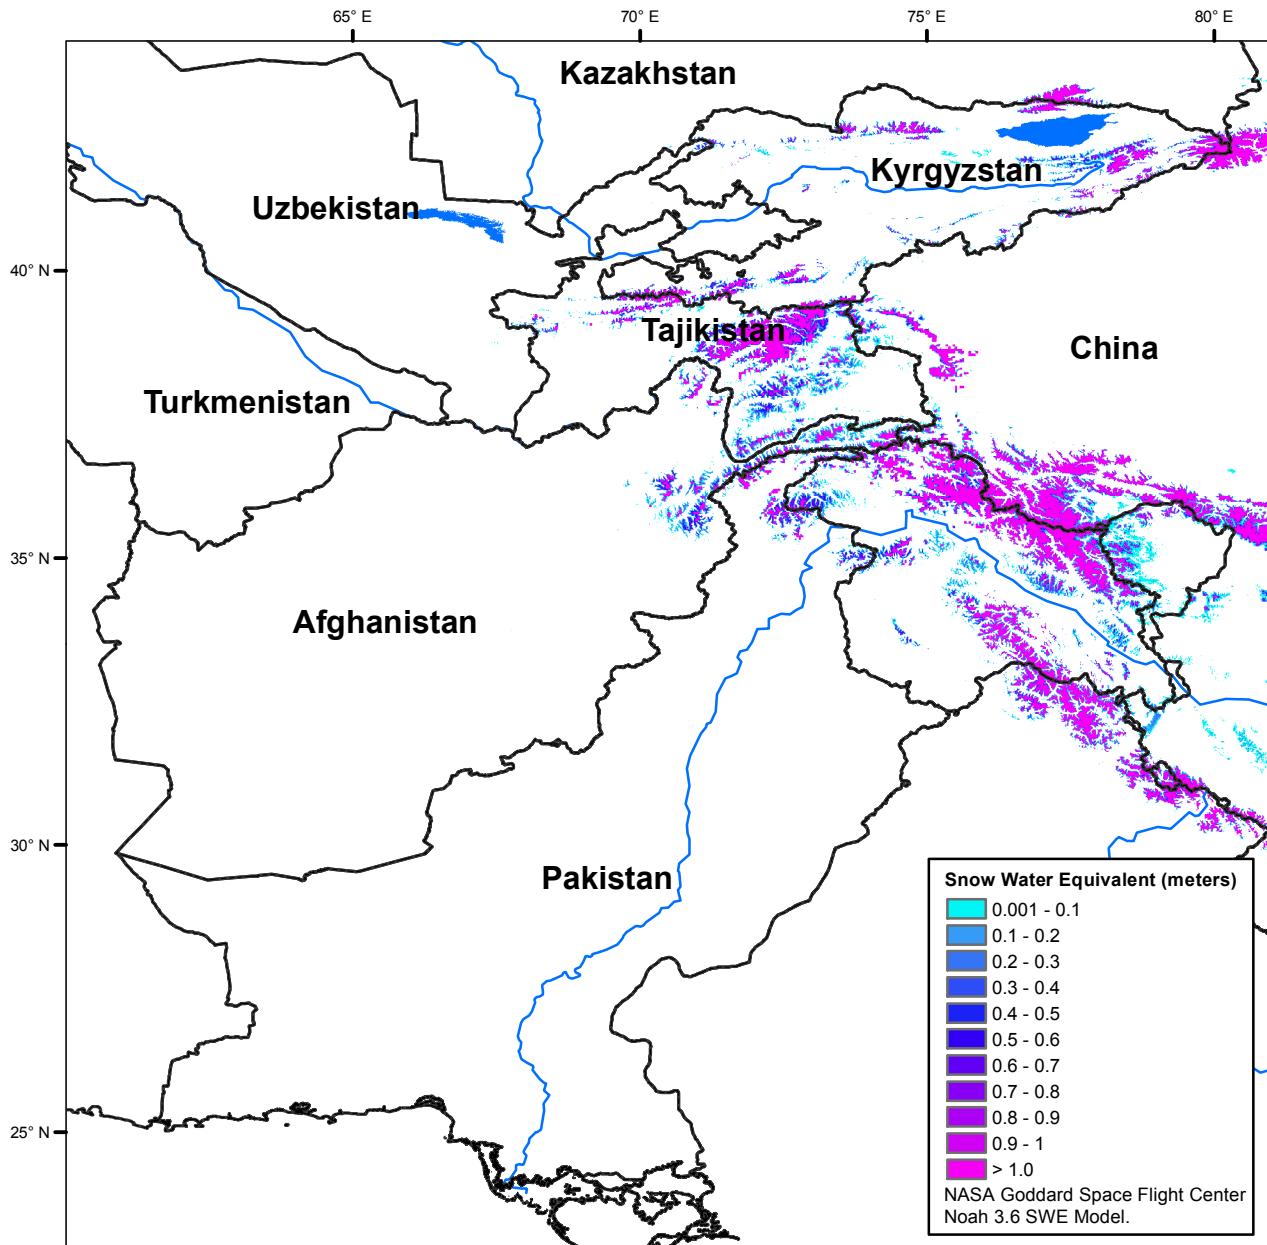 65° E
70° E
75° E
80° E
Kazakhstan
Kyrgyzstan
Uzbekistan
40° N
Tajikistan
China
Turkmenistan
35° N
Afghanistan
30° N
Pakistan
25° N
Snow Water Equivalent (meters)
0.001 - 0.1
0.1 - 0.2
0.2 - 0.3
0.3 - 0.4
0.4 - 0.5
0.5 - 0.6
0.6 - 0.7
0.7 - 0.8
0.8 - 0.9
0.9 - 1
> 1.0
NASA Goddard Space Flight Center
Noah 3.6 SWE Model.